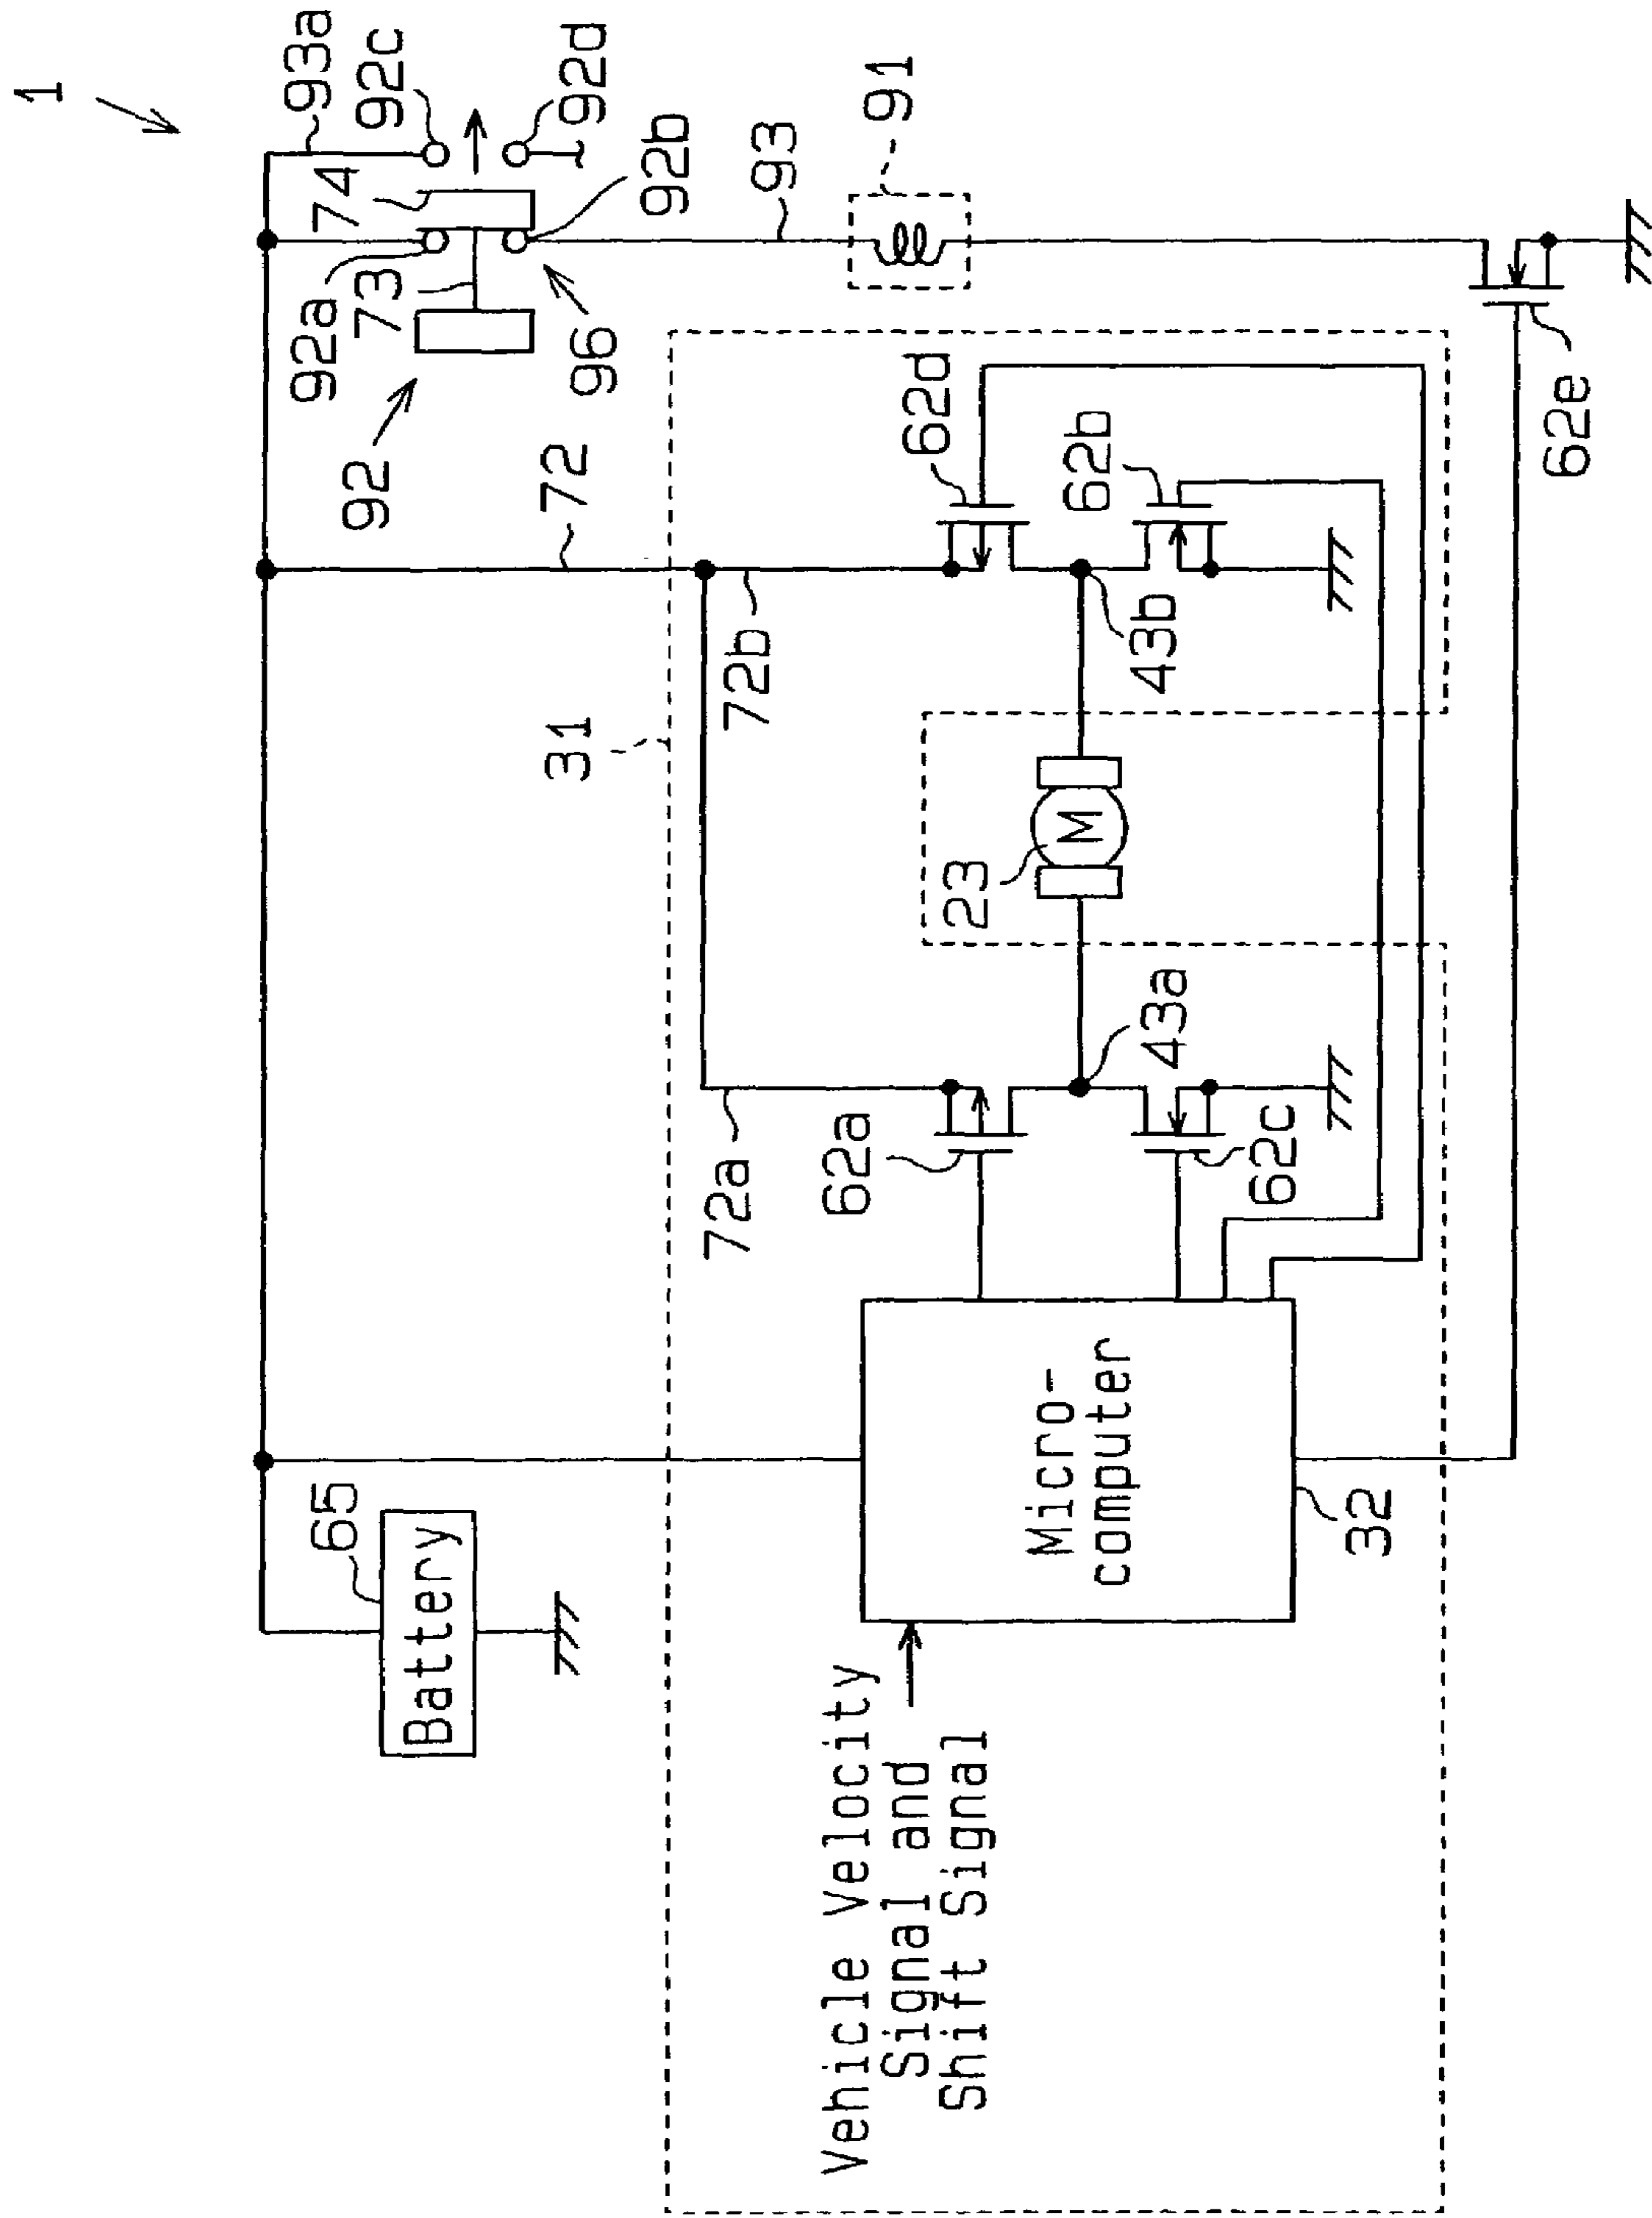 1
93a
92c
92d
74
92a
73
92b
96
92
93
91
72
62d
62b
62e
31
72b
43b
23
M
72a
62a
43a
62c
65
Battery
Micro-
computer
32
Vehicle Velocity
Signal and
Shift Signal